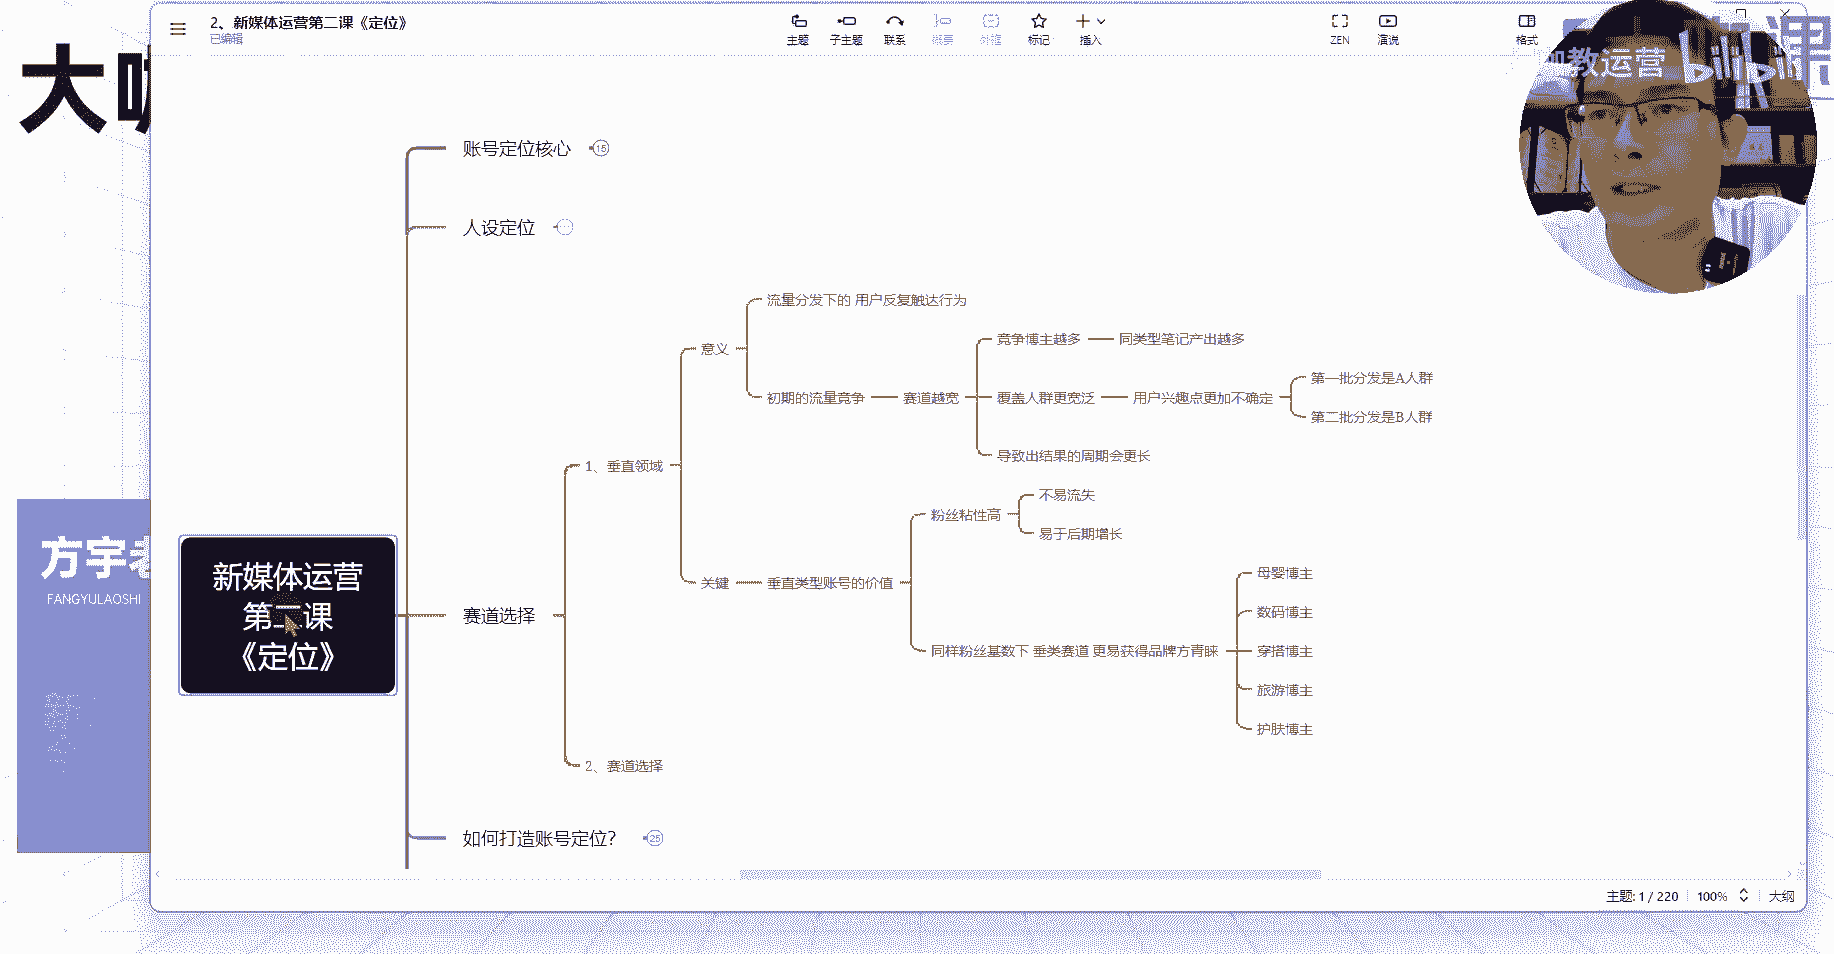 2、新媒体运营第二课《定位》
已编辑
主题
子主题
联系
概要
外框
标记
插入
ZEN
演说
格式
教运营 bilibili
课
大
方宇老
FANGYULAOSHI
新媒体运营
第二课
《定位》
账号定位核心 15
人设定位
赛道选择
如何打造账号定位? 25
1、垂直领域
2、赛道选择
意义
流量分发下的 用户反复触达行为
初期的流量竞争
赛道越宽
竞争博主越多
同类型笔记产出越多
覆盖人群更宽泛
用户兴趣点更加不确定
第一批分发是A人群
第二批分发是B人群
导致出结果的周期会更长
关键
垂直类型账号的价值
粉丝粘性高
不易流失
易于后期增长
同样粉丝基数下 垂类赛道 更易获得品牌方青睐
母婴博主
数码博主
穿搭博主
旅游博主
护肤博主
主题: 1 / 220
100%
大纲